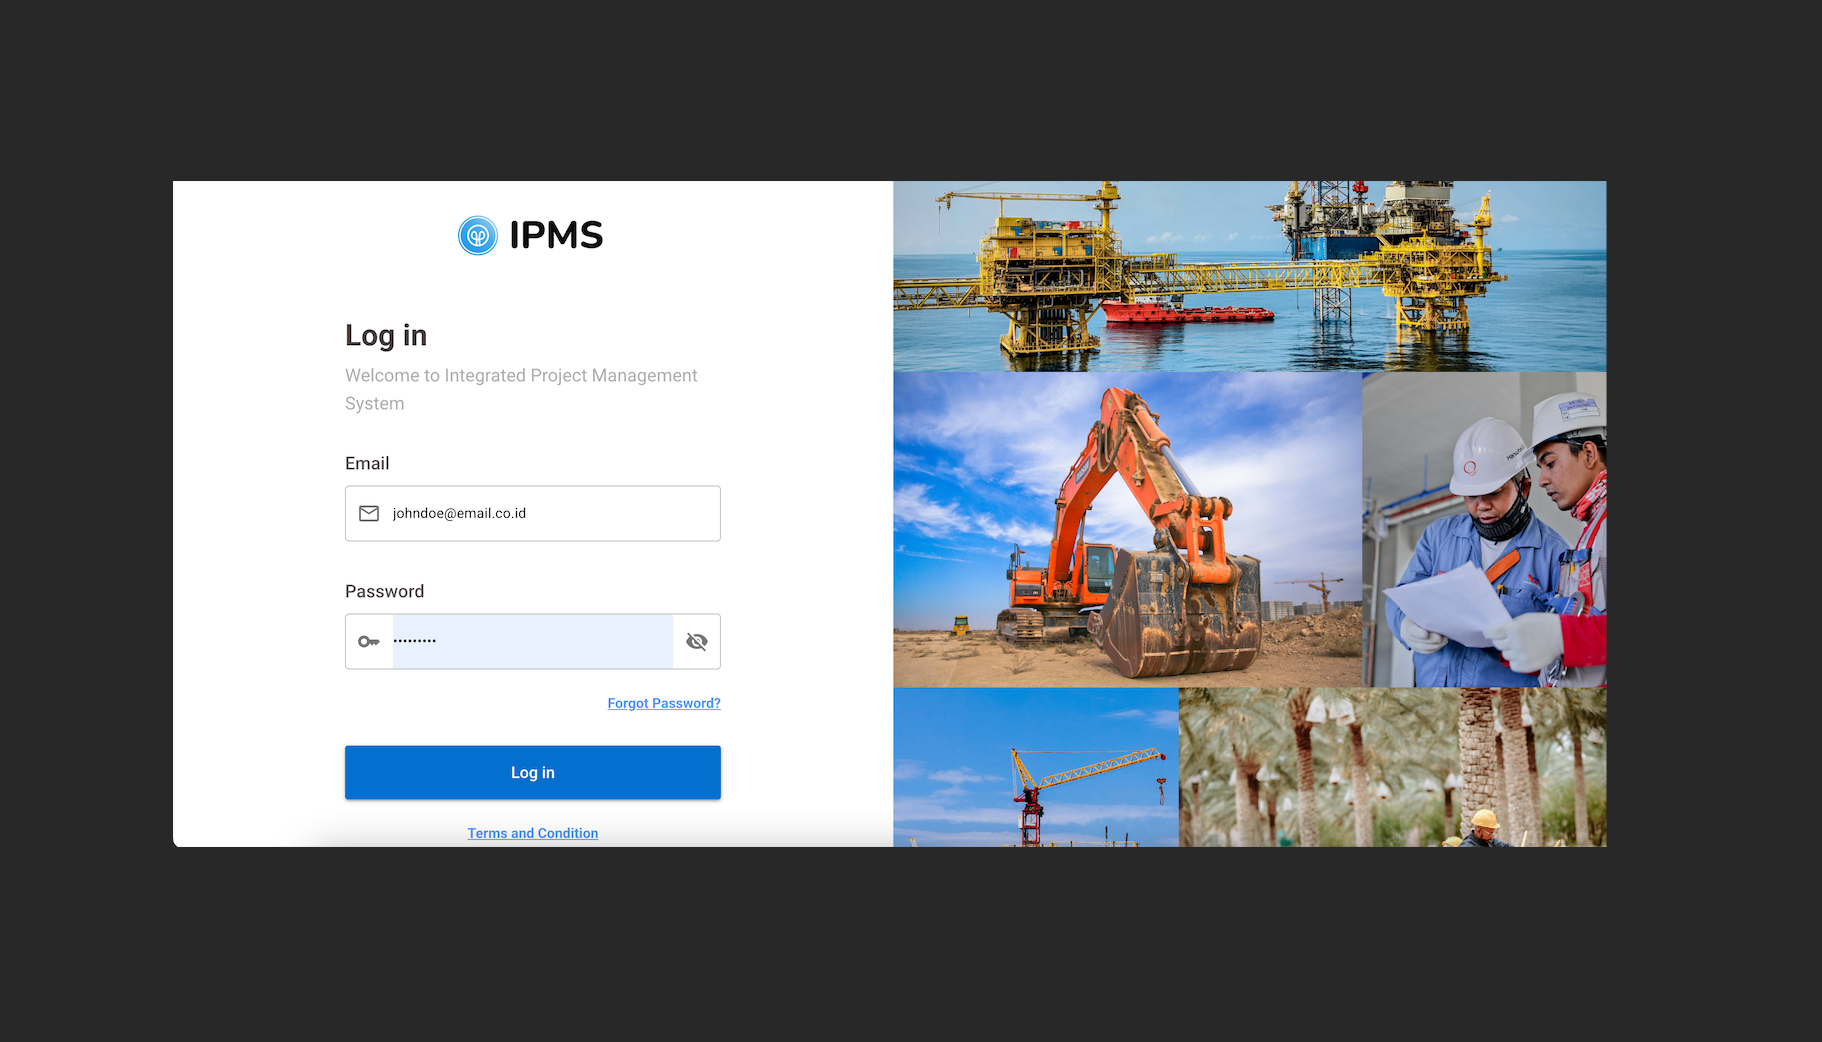 IPMS
Log in
Welcome to Integrated Project Management
System
Email
johndoe@email.co.id
Password
•••••••••
Forgot Password?
Log in
Terms and Condition